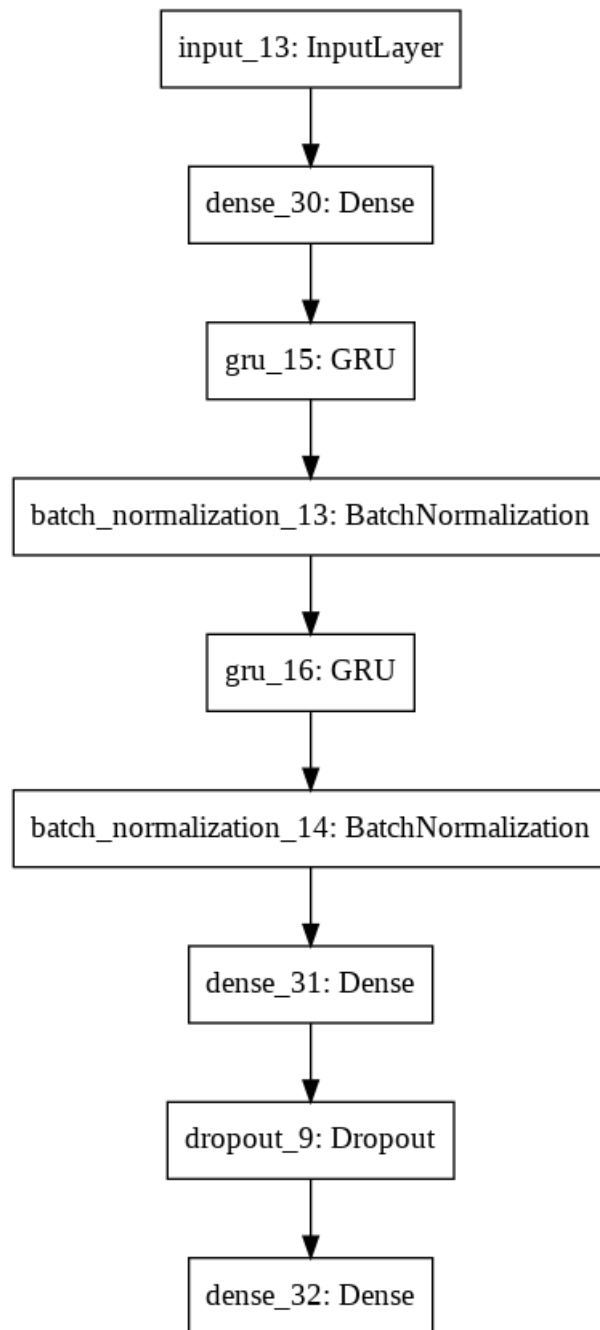 input_13: InputLayer
dense_30: Dense
gru_15: GRU
batch_normalization_13: BatchNormalization
gru_16: GRU
batch_normalization_14: BatchNormalization
dense_31: Dense
dropout_9: Dropout
dense_32: Dense